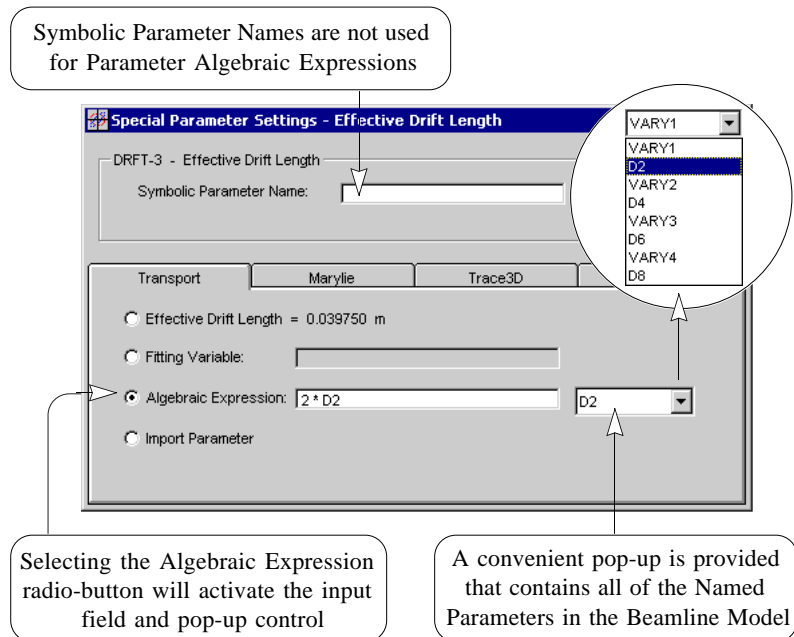 Symbolic Parameter Names are not used
for Parameter Algebraic Expressions
Special Parameter Settings - Effective Drift Length
DRFT-3 - Effective Drift Length
Symbolic Parameter Name:
VARY1
VARY1
D2
VARY2
D4
VARY3
D6
VARY4
D8
Transport
Marylie
Trace3D
Effective Drift Length = 0.039750 m
Fitting Variable:
Algebraic Expression: 2 * D2
D2
Import Parameter
Selecting the Algebraic Expression
radio-button will activate the input
field and pop-up control
A convenient pop-up is provided
that contains all of the Named
Parameters in the Beamline Model